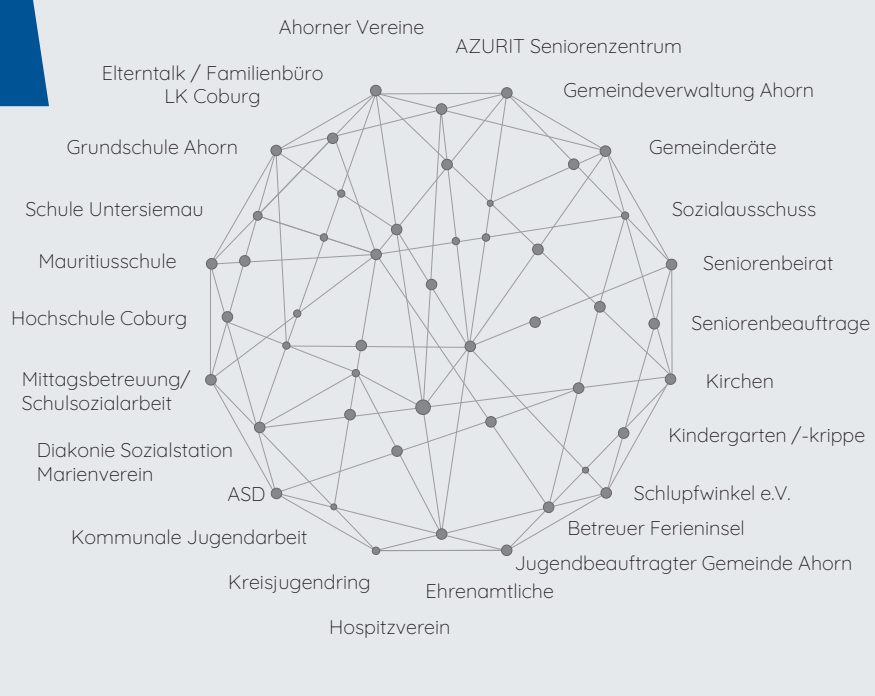 Ahorner Vereine
AZURIT Seniorenzentrum
Elterntalk / Familienbüro
LK Coburg
Gemeindeverwaltung Ahorn
Grundschule Ahorn
Gemeinderäte
Schule Untersiemau
Sozialausschuss
Mauritiusschule
Seniorenbeirat
Hochschule Coburg
Seniorenbeauftrage
Mittagsbetreuung/
Schulsozialarbeit
Kirchen
Kindergarten /-krippe
Diakonie Sozialstation
Marienverein
ASD
Schlupfwinkel e.V.
Betreuer Ferieninsel
Kommunale Jugendarbeit
Jugendbeauftragter Gemeinde Ahorn
Kreisjugendring
Ehrenamtliche
Hospitzverein